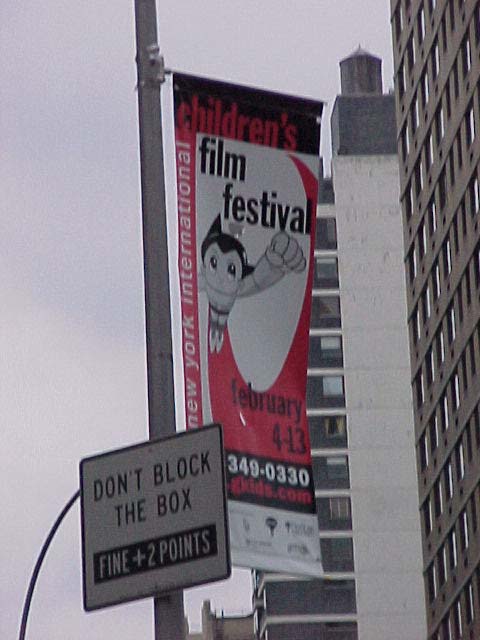 children's
film
festival
new york international
february
4-13
349-0330
gkids.com
DON'T BLOCK
THE BOX
FINE+2 POINTS